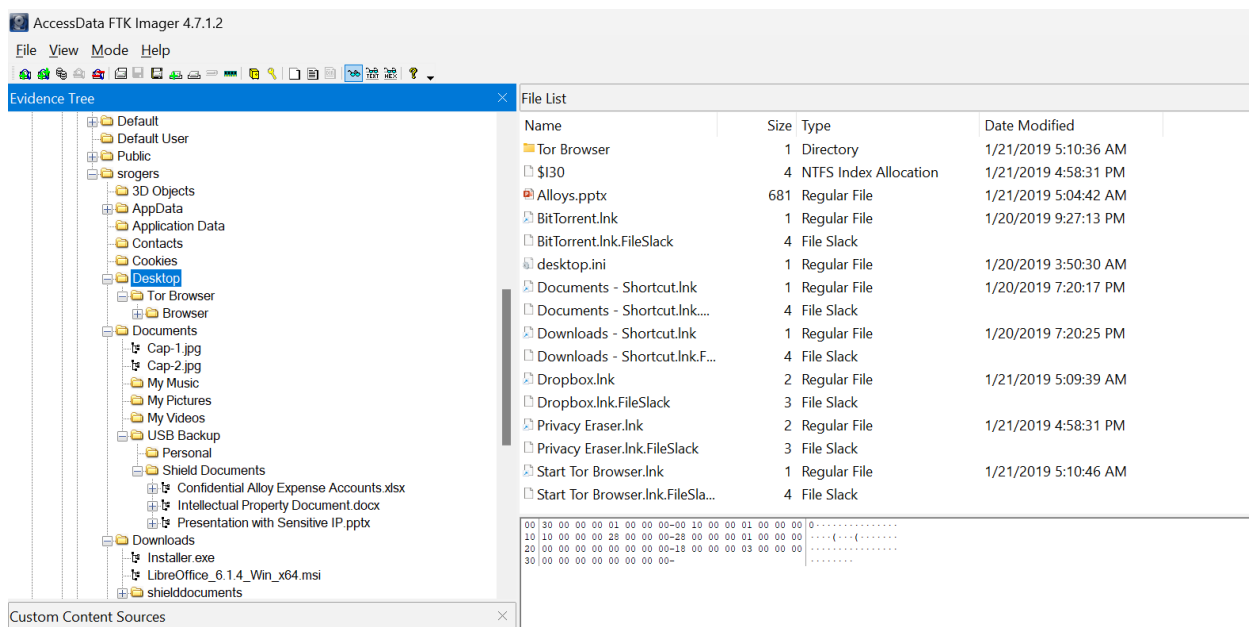 AccessData FTK Imager 4.7.1.2
File View Mode Help
Evidence Tree
Default
Default User
Public
srogers
3D Objects
AppData
Application Data
Contacts
Cookies
Desktop
Tor Browser
Browser
Documents
Cap-1.jpg
Cap-2.jpg
My Music
My Pictures
My Videos
USB Backup
Personal
Shield Documents
Confidential Alloy Expense Accounts.xlsx
Intellectual Property Document.docx
Presentation with Sensitive IP.pptx
Downloads
Installer.exe
LibreOffice_6.1.4_Win_x64.msi
shielddocuments
Custom Content Sources
File List
Name Size Type Date Modified
Tor Browser 1 Directory 1/21/2019 5:10:36 AM
$I30 4 NTFS Index Allocation 1/21/2019 4:58:31 PM
Alloys.pptx 681 Regular File 1/21/2019 5:04:42 AM
BitTorrent.lnk 1 Regular File 1/20/2019 9:27:13 PM
BitTorrent.lnk.FileSlack 4 File Slack
desktop.ini 1 Regular File 1/20/2019 3:50:30 AM
Documents - Shortcut.lnk 1 Regular File 1/20/2019 7:20:17 PM
Documents - Shortcut.lnk.... 4 File Slack
Downloads - Shortcut.lnk 1 Regular File 1/20/2019 7:20:25 PM
Downloads - Shortcut.lnk.F... 4 File Slack
Dropbox.lnk 2 Regular File 1/21/2019 5:09:39 AM
Dropbox.lnk.FileSlack 3 File Slack
Privacy Eraser.lnk 2 Regular File 1/21/2019 4:58:31 PM
Privacy Eraser.lnk.FileSlack 3 File Slack
Start Tor Browser.lnk 1 Regular File 1/21/2019 5:10:46 AM
Start Tor Browser.lnk.FileSla... 4 File Slack
00 30 00 00 00 01 00 00 00-00 10 00 00 01 00 00 00 0···············
10 10 00 00 00 28 00 00 00-28 00 00 00 01 00 00 00 ····(···(·······
20 00 00 00 00 00 00 00 00-18 00 00 00 03 00 00 00 ················
30 00 00 00 00 00 00 00 00- ········